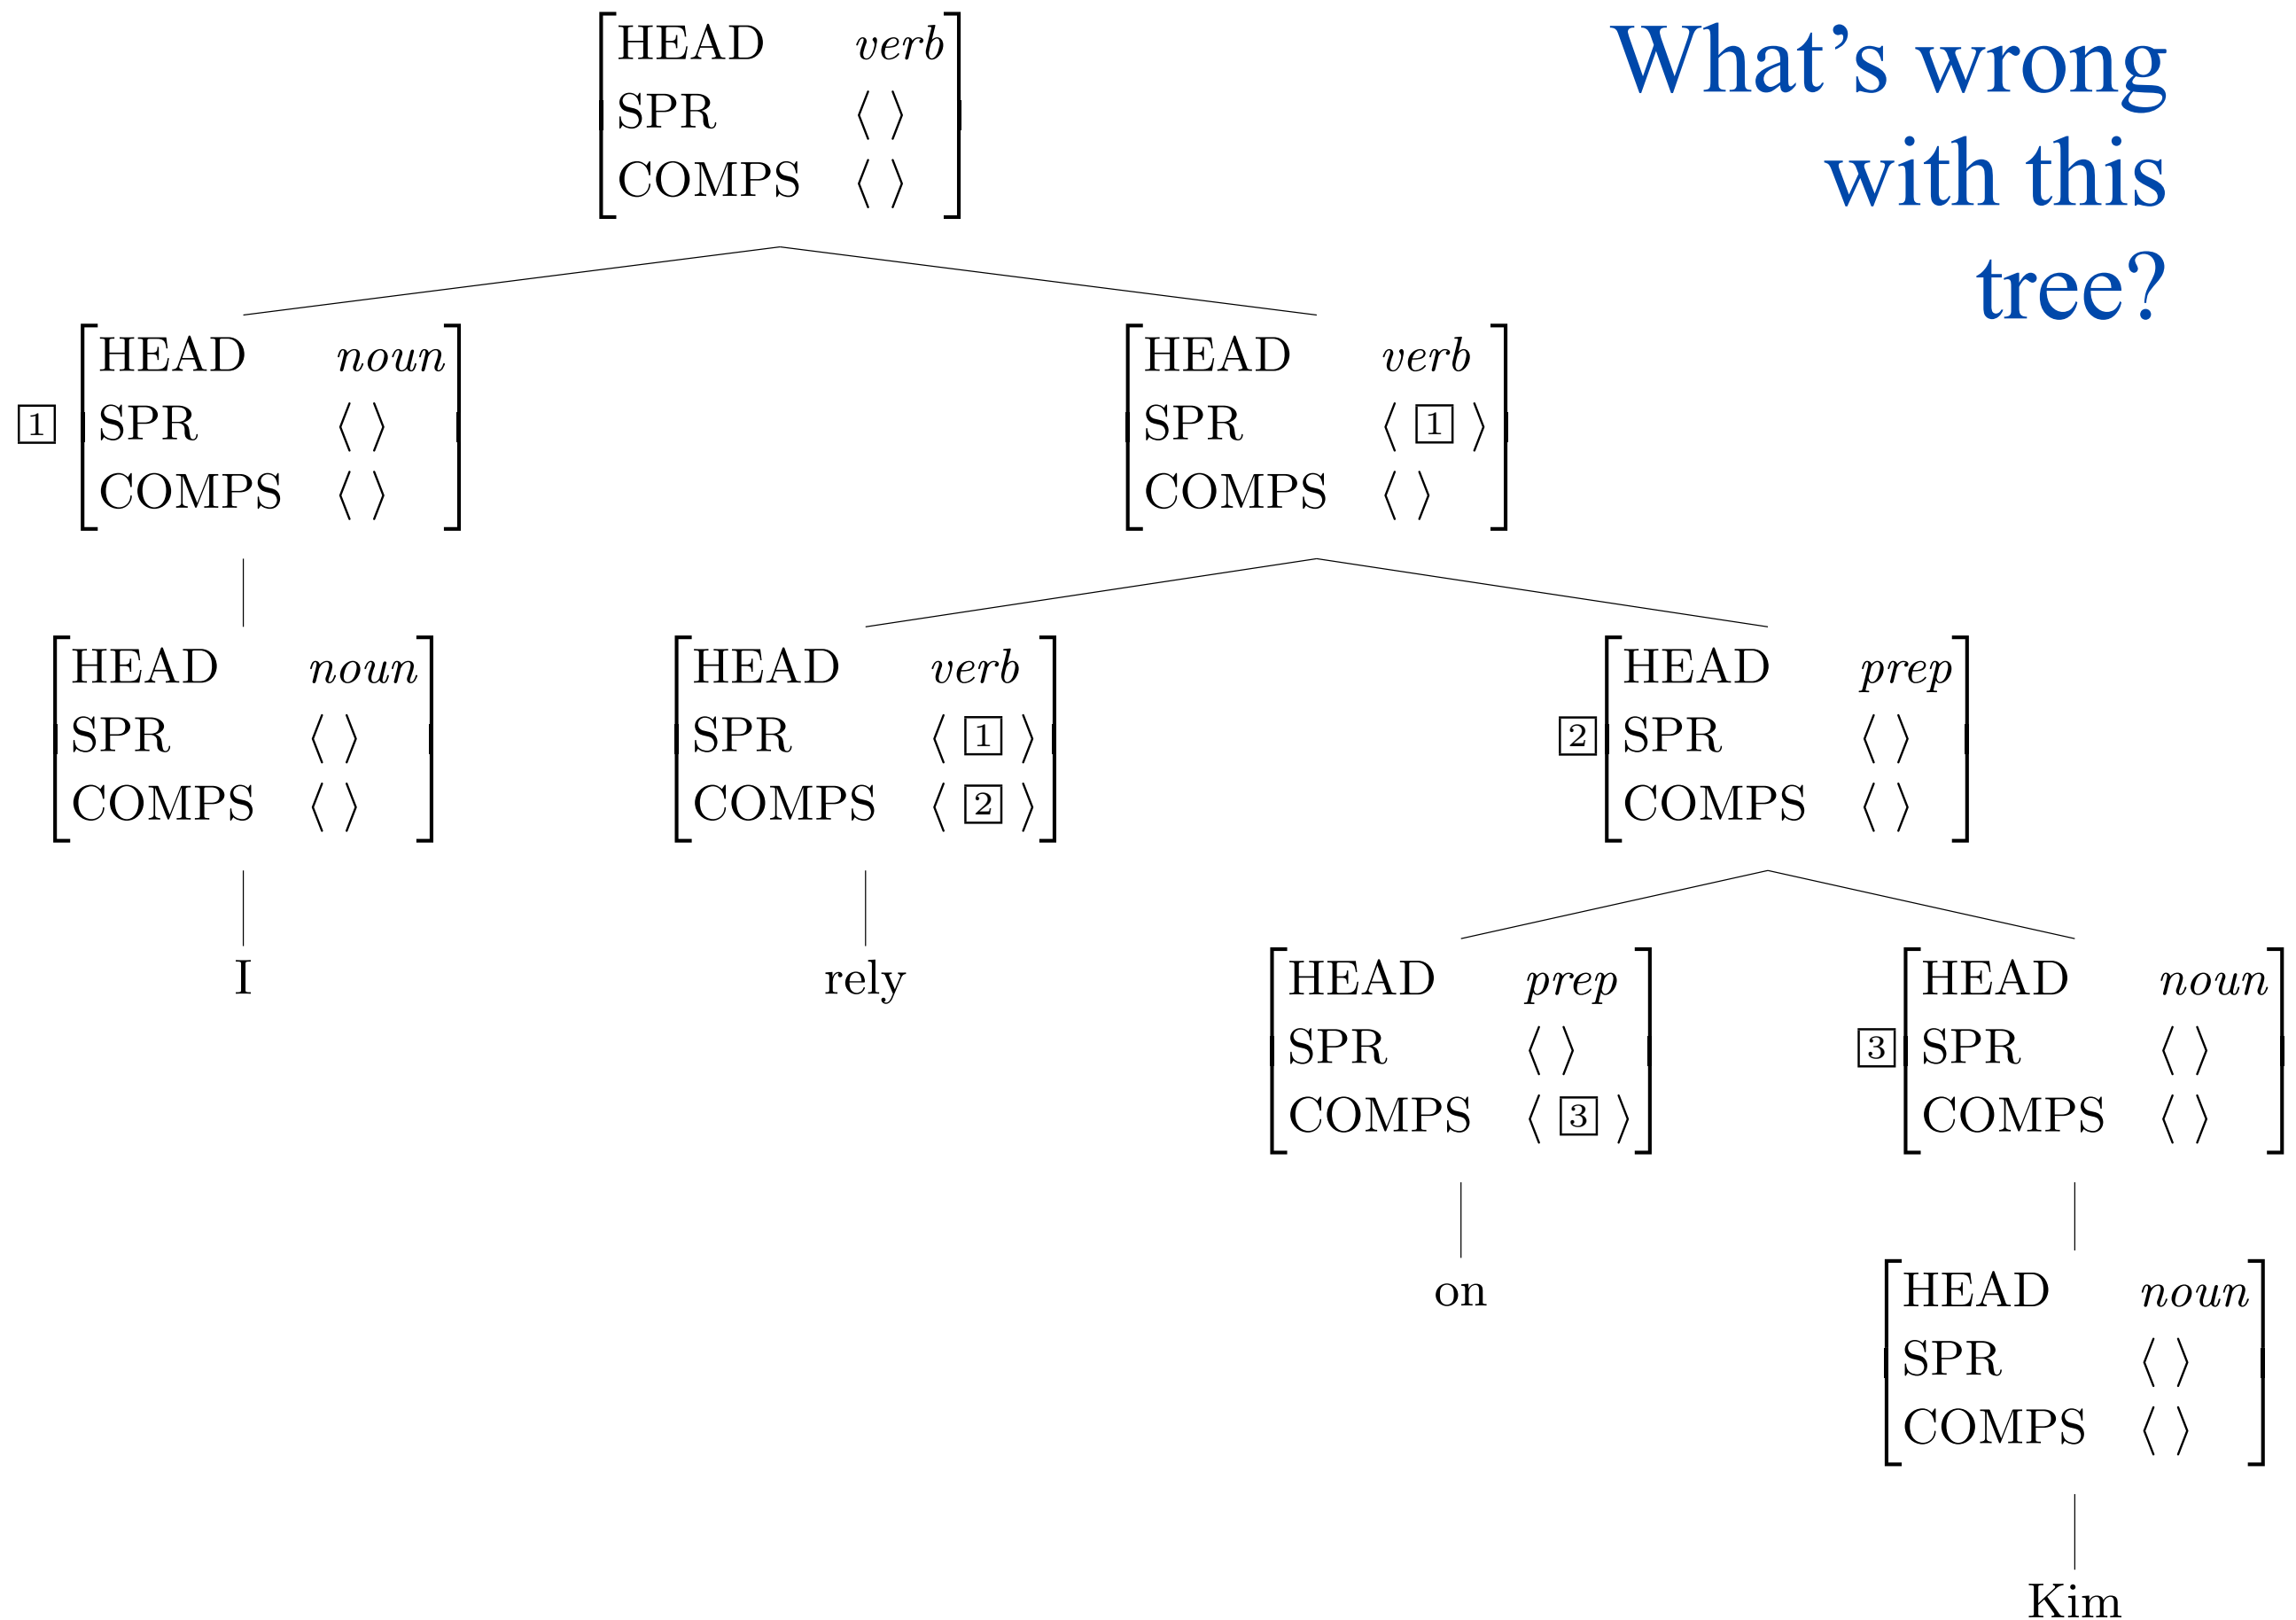 What's wrong
with this
tree?
HEAD verb
SPR ⟨ ⟩
COMPS ⟨ ⟩
1
HEAD noun
SPR ⟨ ⟩
COMPS ⟨ ⟩
HEAD verb
SPR ⟨ 1 ⟩
COMPS ⟨ ⟩
HEAD noun
SPR ⟨ ⟩
COMPS ⟨ ⟩
HEAD verb
SPR ⟨ 1 ⟩
COMPS ⟨ 2 ⟩
2
HEAD prep
SPR ⟨ ⟩
COMPS ⟨ ⟩
I
rely
HEAD prep
SPR ⟨ ⟩
COMPS ⟨ 3 ⟩
3
HEAD noun
SPR ⟨ ⟩
COMPS ⟨ ⟩
on
HEAD noun
SPR ⟨ ⟩
COMPS ⟨ ⟩
Kim